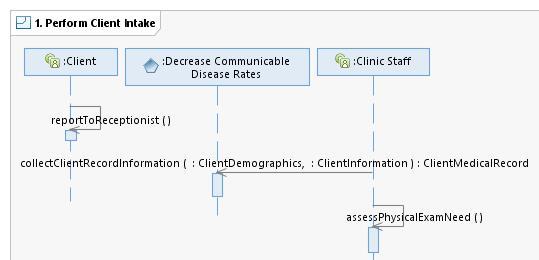 1. Perform Client Intake
:Client
:Decrease Communicable
Disease Rates
:Clinic Staff
reportToReceptionist ( )
collectClientRecordInformation ( : ClientDemographics, : ClientInformation ) : ClientMedicalRecord
assessPhysicalExamNeed ( )